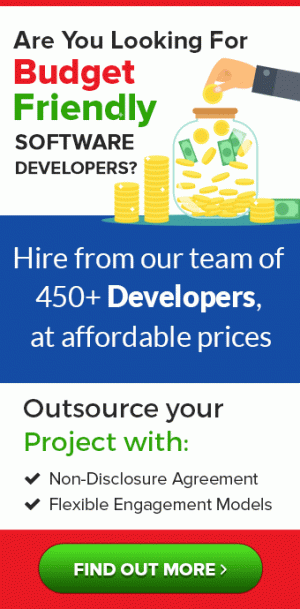 Are You Looking For
Budget
Friendly
SOFTWARE
DEVELOPERS?
Hire from our team of
450+ Developers,
at affordable prices
Outsource your
Project with:
Non-Disclosure Agreement
Flexible Engagement Models
FIND OUT MORE >